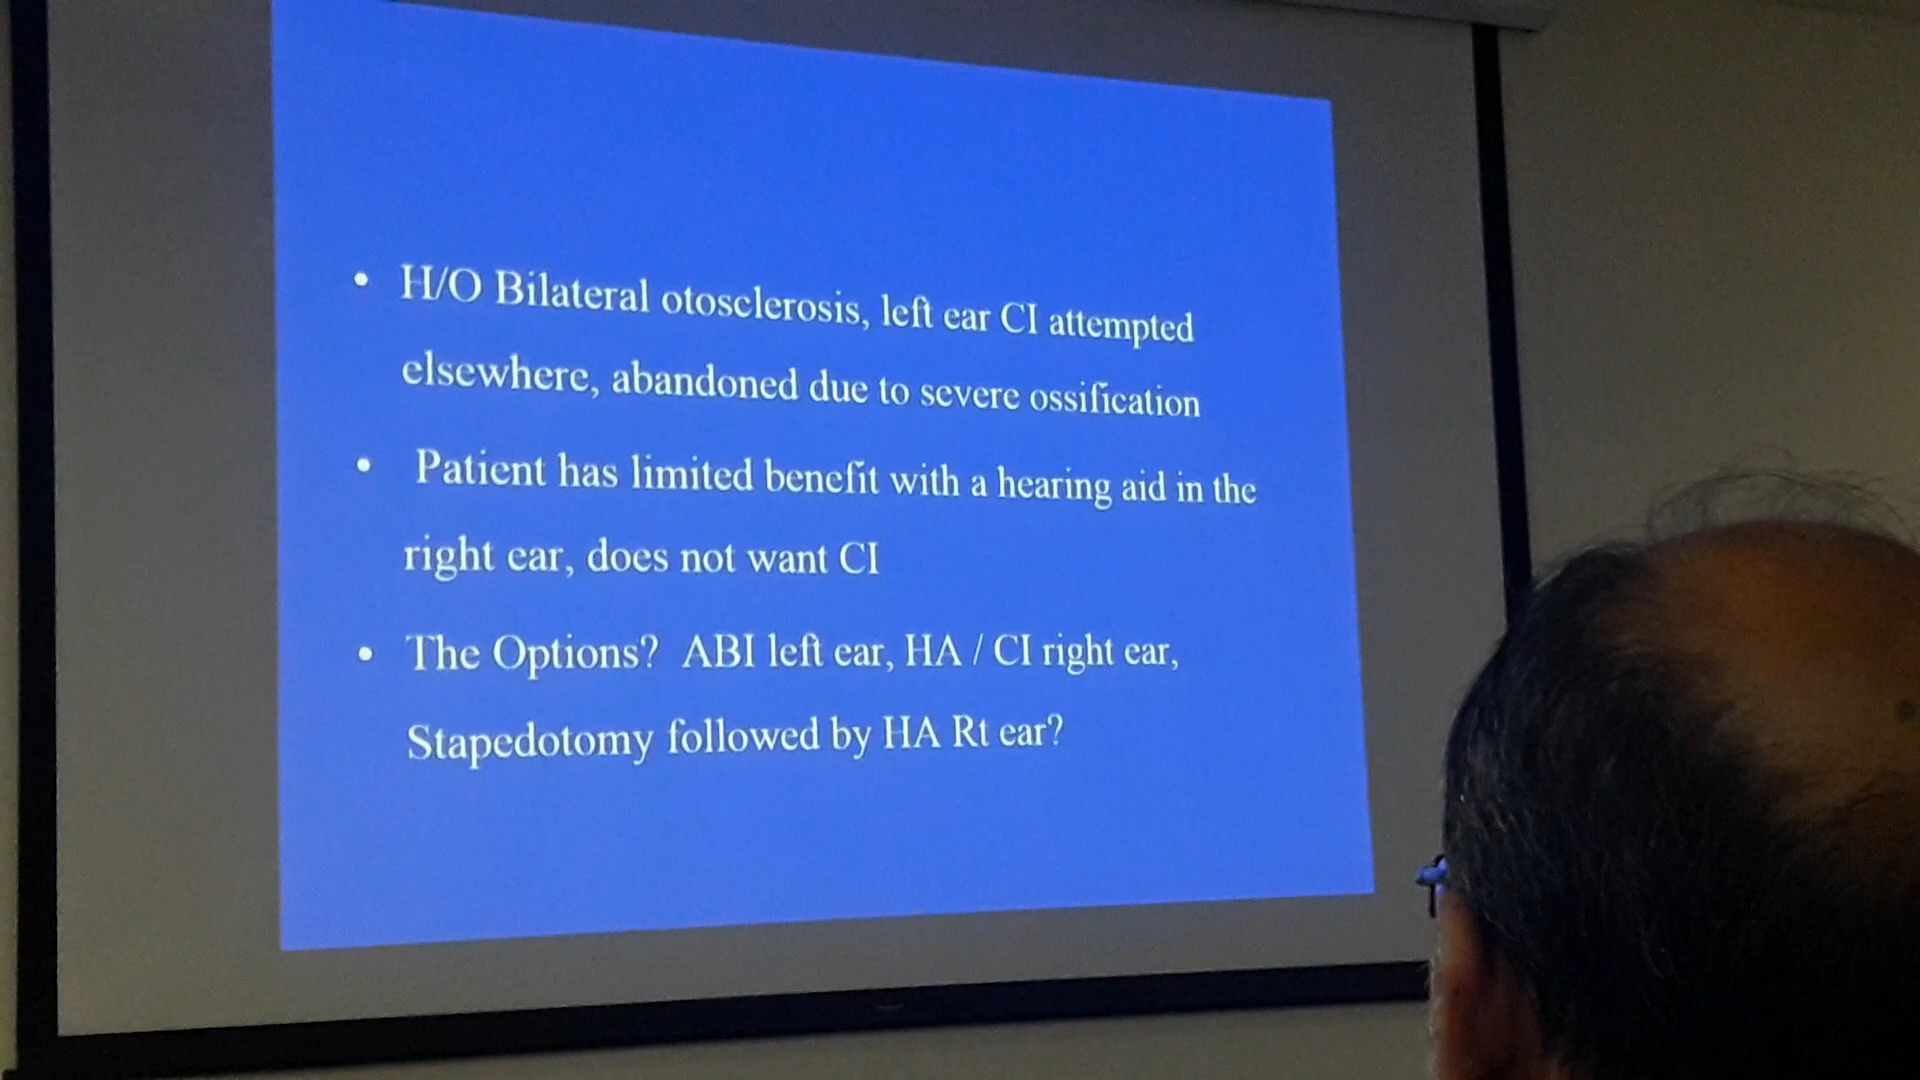 • H/O Bilateral otosclerosis, left ear CI attempted
elsewhere, abandoned due to severe ossification
• Patient has limited benefit with a hearing aid in the
right ear, does not want CI
• The Options? ABI left ear, HA / CI right ear,
Stapedotomy followed by HA Rt ear?